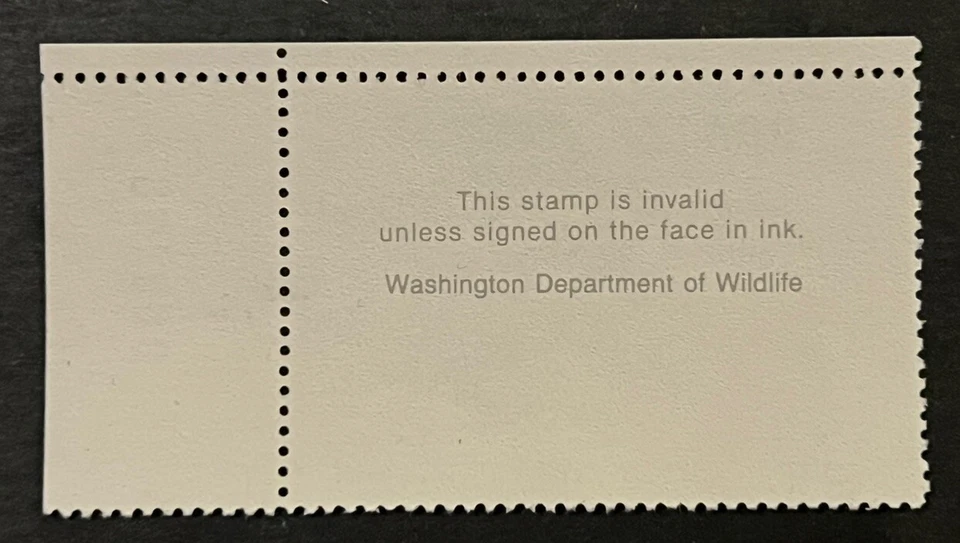 This stamp is invalid
unless signed on the face in ink.
Washington Department of Wildlife